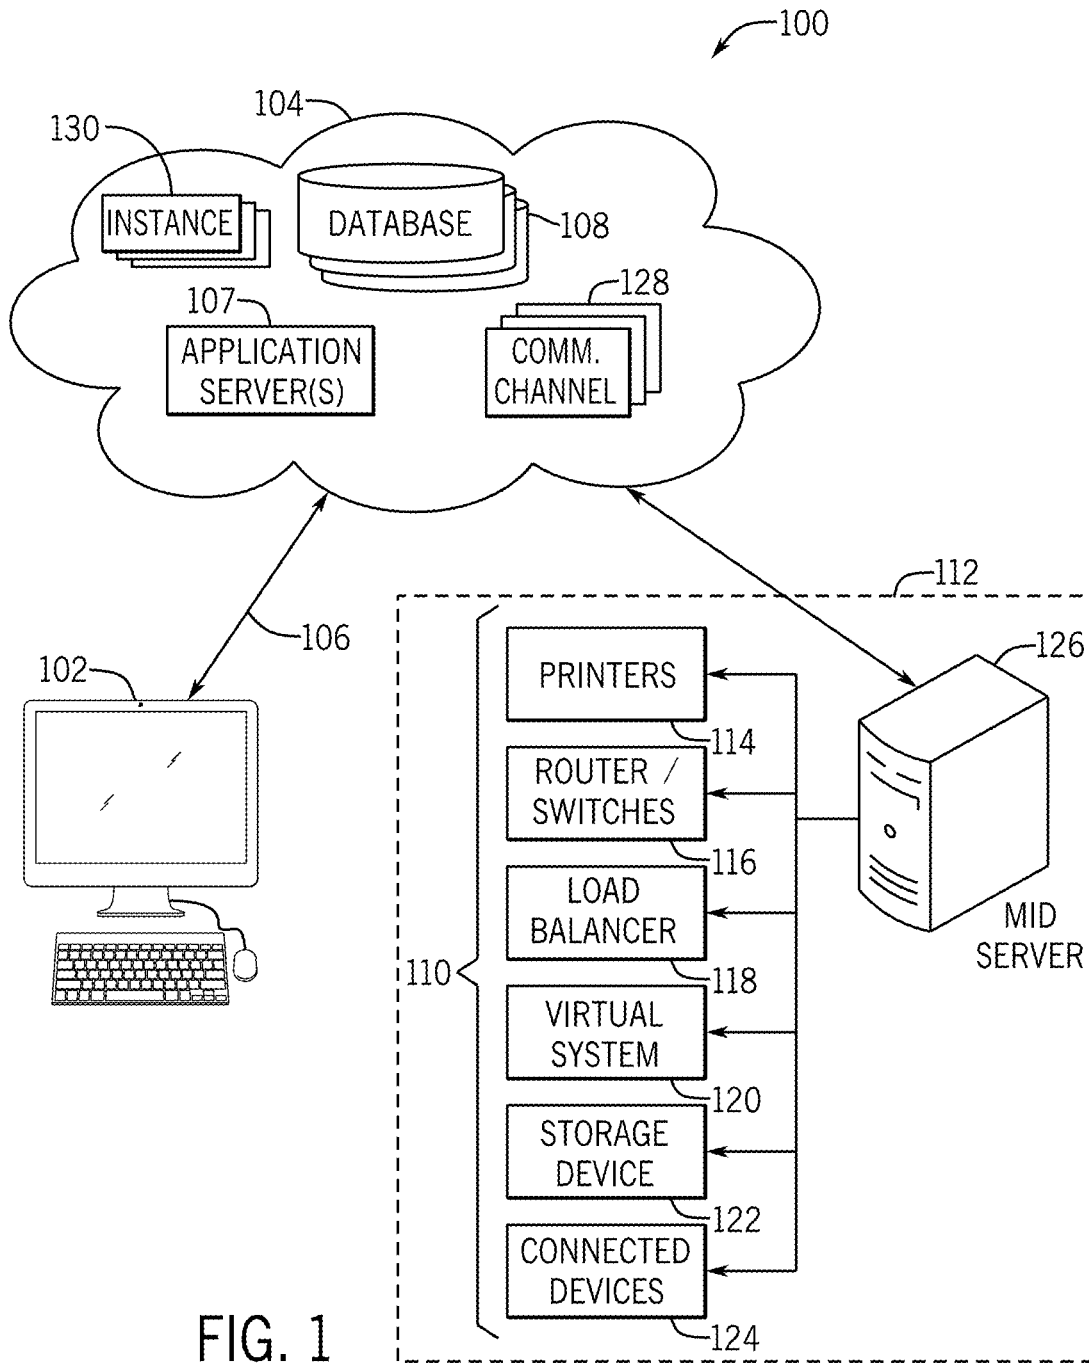 100
104
130
INSTANCE
DATABASE
108
107
APPLICATION
SERVER(S)
128
COMM.
CHANNEL
106
102
112
126
PRINTERS
114
ROUTER /
SWITCHES
116
LOAD
BALANCER
118
110
VIRTUAL
SYSTEM
120
STORAGE
DEVICE
122
CONNECTED
DEVICES
124
MID
SERVER
FIG. 1